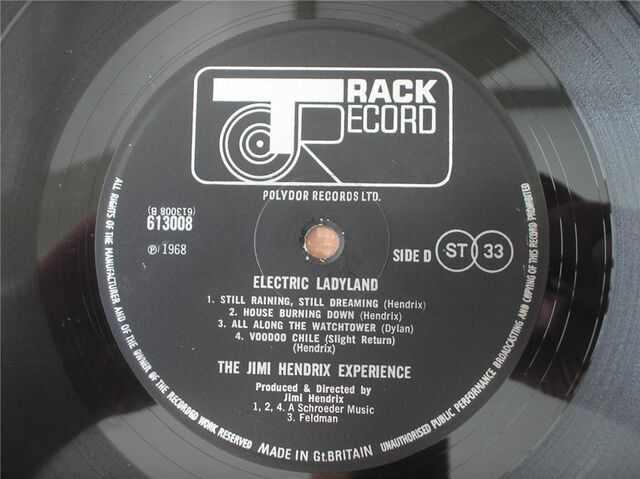 TRACK
RECORD
POLYDOR RECORDS LTD.
(613008 B)
613008
℗ 1968
SIDE D
ST 33
ELECTRIC LADYLAND
1. STILL RAINING, STILL DREAMING (Hendrix)
2. HOUSE BURNING DOWN (Hendrix)
3. ALL ALONG THE WATCHTOWER (Dylan)
4. VOODOO CHILE (Slight Return)
(Hendrix)
THE JIMI HENDRIX EXPERIENCE
Produced & Directed by
Jimi Hendrix
1, 2, 4. A Schroeder Music
3. Feldman
ALL RIGHTS OF THE MANUFACTURER AND OF THE OWNER OF THE RECORDED WORK RESERVED
MADE IN Gt. BRITAIN
UNAUTHORISED PUBLIC PERFORMANCE BROADCASTING AND COPYING OF THIS RECORD PROHIBITED